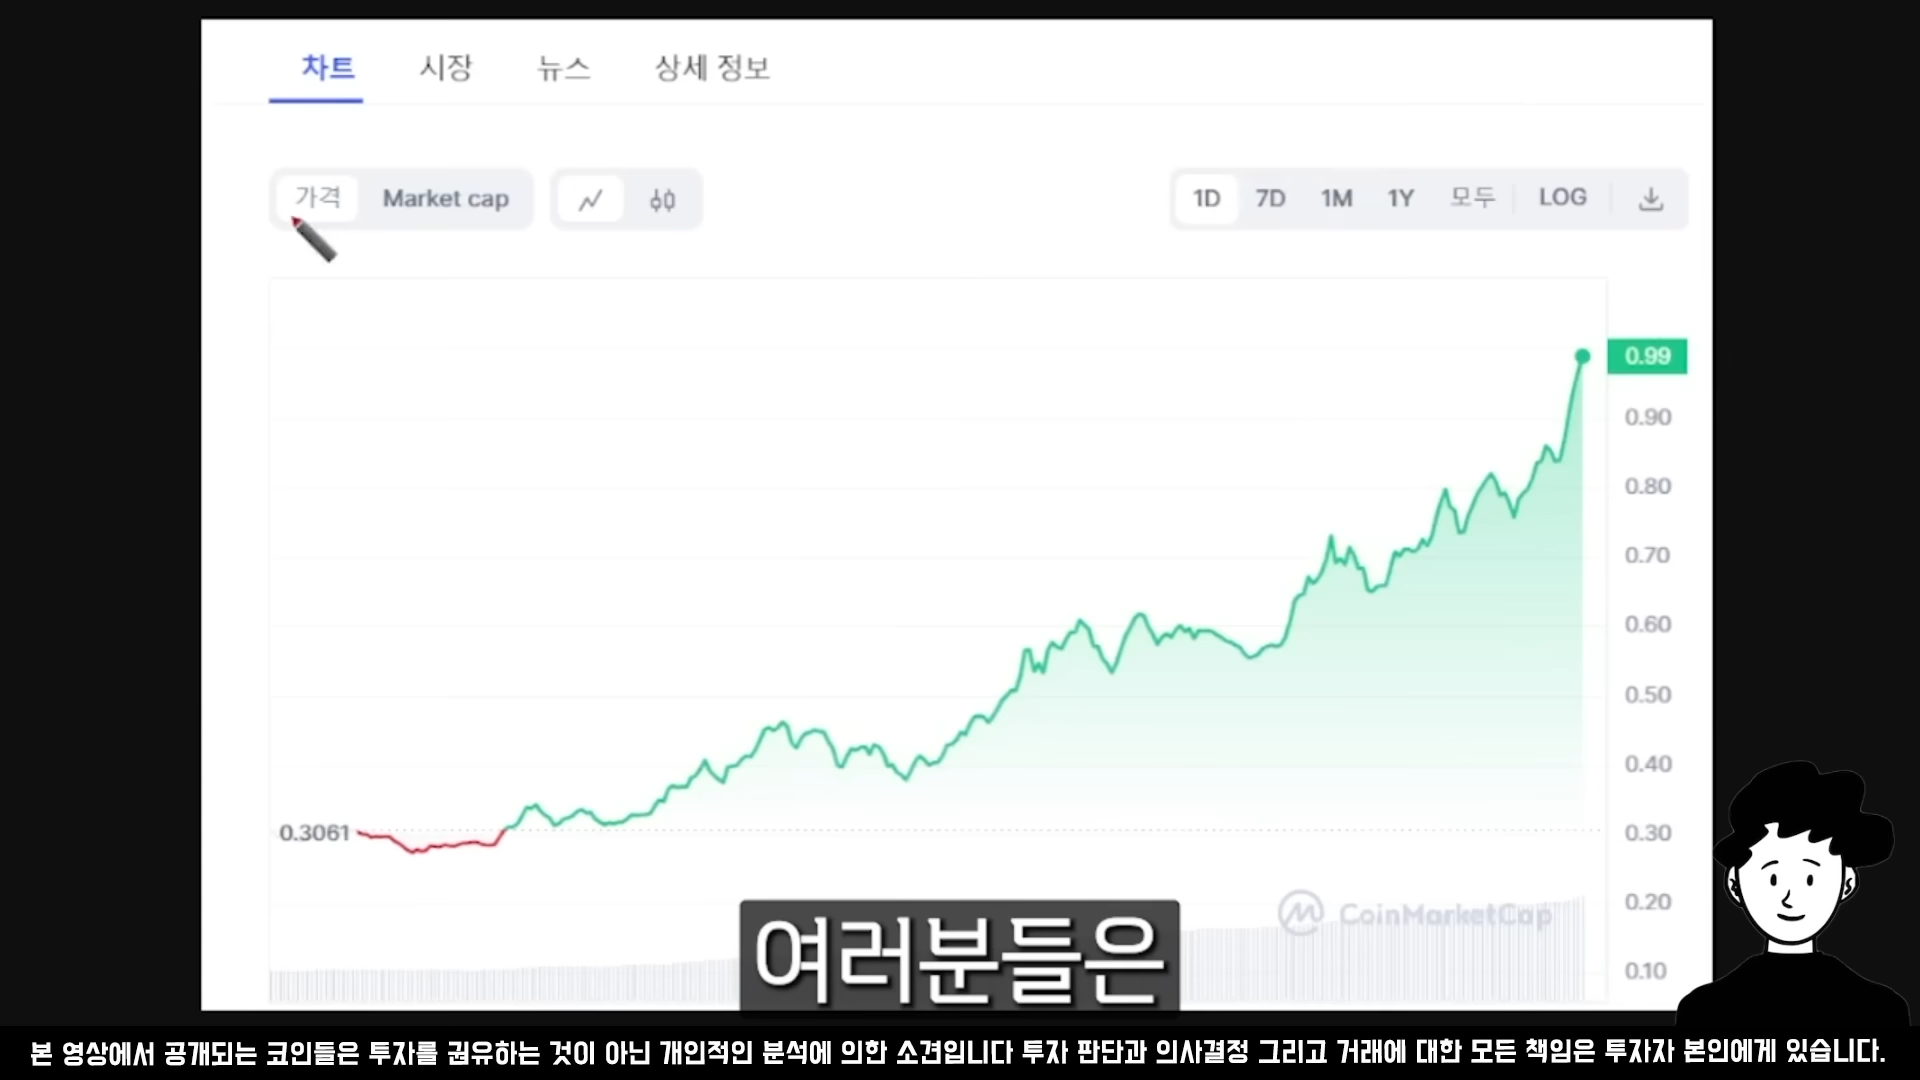 차트 시장 뉴스 상세 정보
가격 Market cap 1D 7D 1M 1Y 모두 LOG
0.99
0.90
0.80
0.70
0.60
0.50
0.40
0.3061 0.30
0.20
CoinMarketCap
0.10
여러분들은
본 영상에서 공개되는 코인들은 투자를 권유하는 것이 아닌 개인적인 분석에 의한 소견입니다 투자 판단과 의사결정 그리고 거래에 대한 모든 책임은 투자자 본인에게 있습니다.